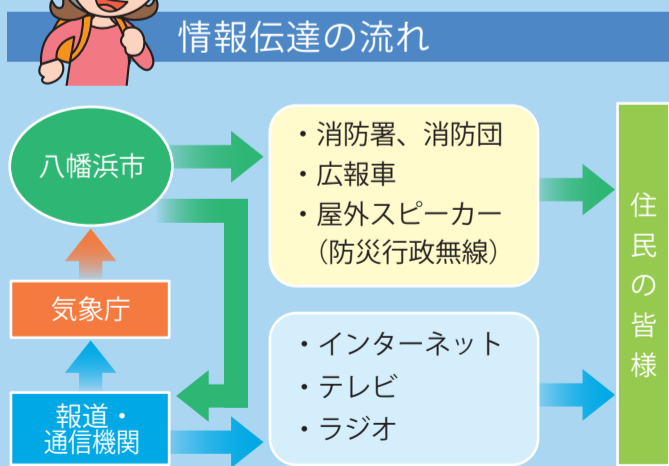 情報伝達の流れ
八幡浜市
・消防署、消防団
・広報車
・屋外スピーカー
（防災行政無線）
気象庁
・インターネット
・テレビ
・ラジオ
報道・
通信機関
住民の皆様